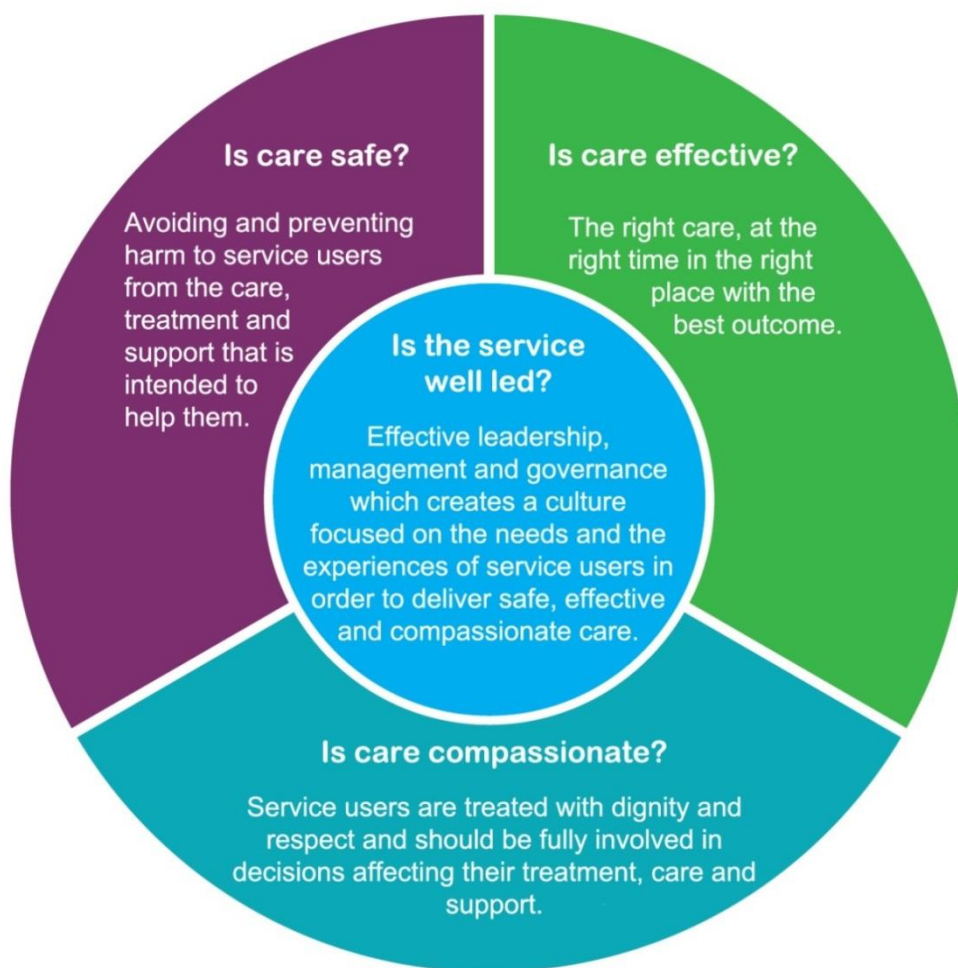 Is care safe?
Avoiding and preventing
harm to service users
from the care,
treatment and
support that is
intended to
help them.
Is care effective?
The right care, at the
right time in the right
place with the
best outcome.
Is the service
well led?
Effective leadership,
management and governance
which creates a culture
focused on the needs and the
experiences of service users in
order to deliver safe, effective
and compassionate care.
Is care compassionate?
Service users are treated with dignity and
respect and should be fully involved in
decisions affecting their treatment, care and
support.